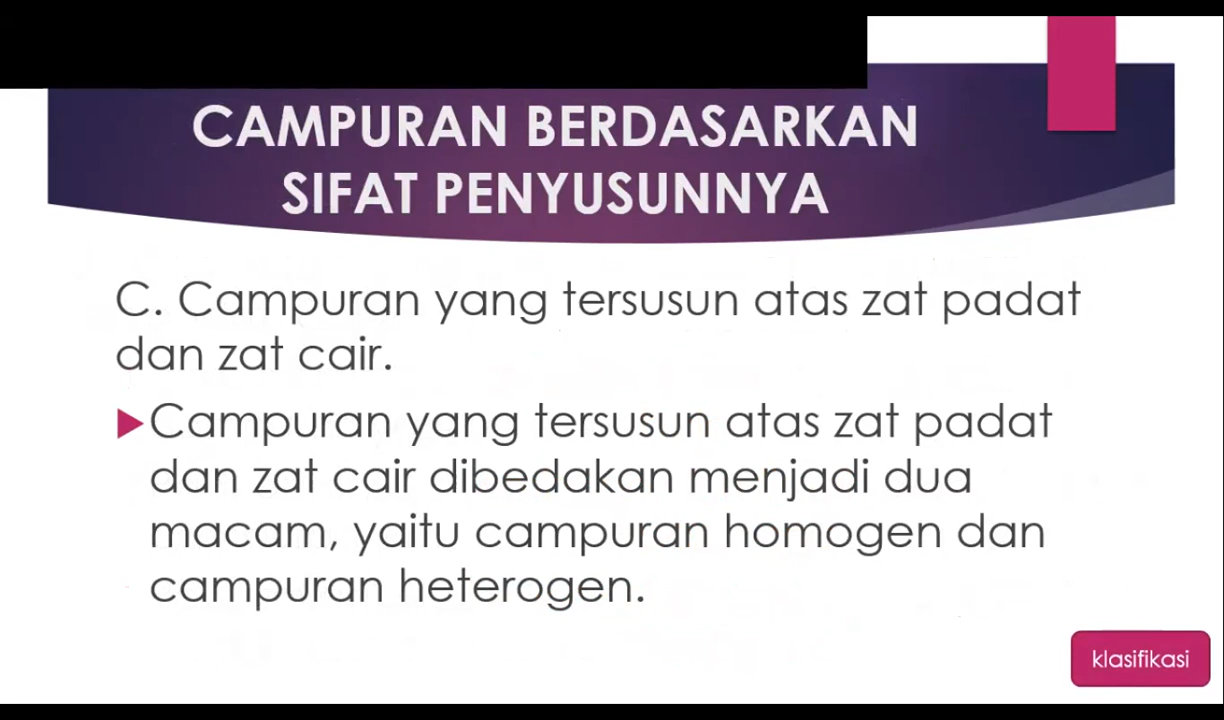 CAMPURAN BERDASARKAN
SIFAT PENYUSUNNYA
C. Campuran yang tersusun atas zat padat
dan zat cair.
Campuran yang tersusun atas zat padat
dan zat cair dibedakan menjadi dua
macam, yaitu campuran homogen dan
campuran heterogen.
klasifikasi